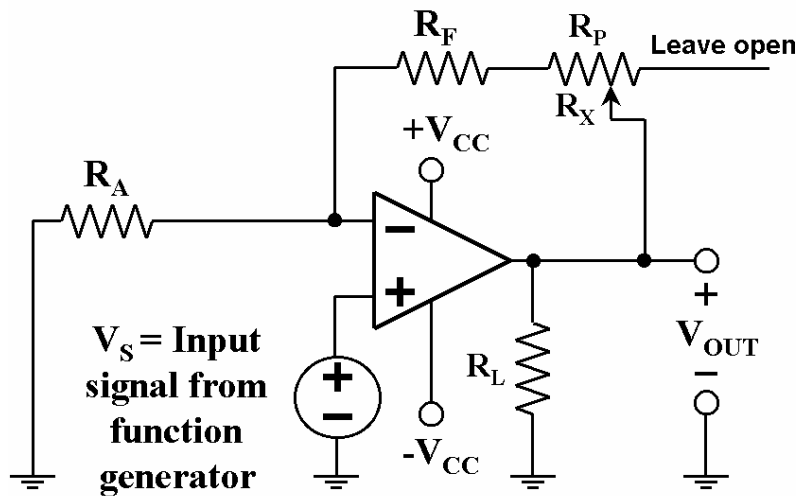 R_F
R_P
Leave open
R_X
+V_CC
R_A
−
+
V_S = Input
signal from
function
generator
+
−
-V_CC
R_L
+
V_OUT
−